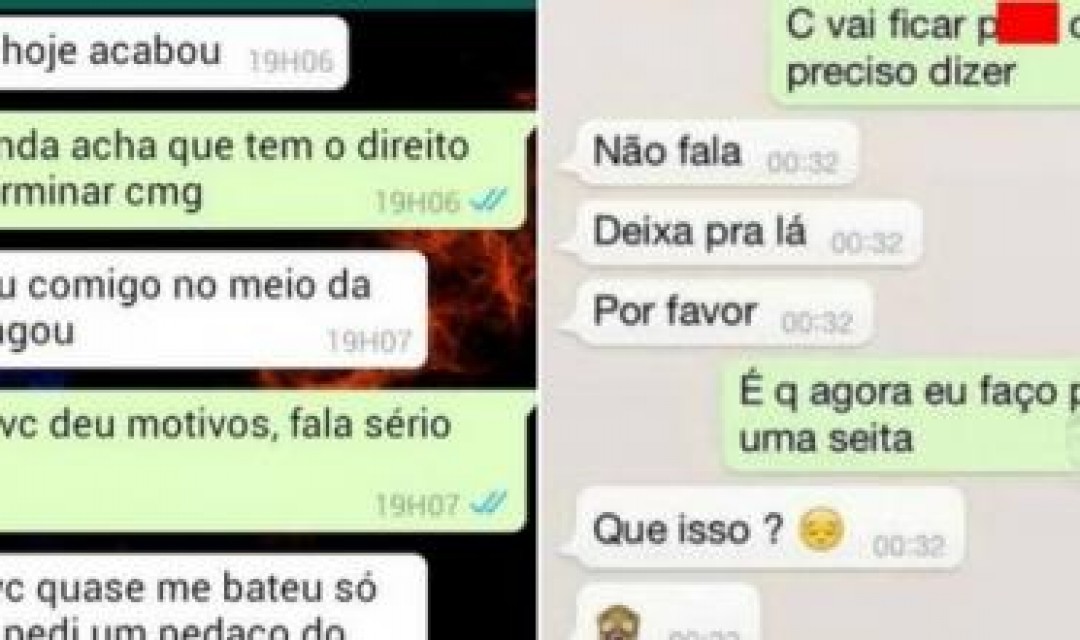 hoje acabou 19H06
nda acha que tem o direito
rminar cmg 19H06
u comigo no meio da
gou 19H07
vc deu motivos, fala sério
19H07
vc quase me bateu só
pedi um pedaço do
C vai ficar p
preciso dizer
Não fala 00:32
Deixa pra lá 00:32
Por favor 00:32
É q agora eu faço p
uma seita
Que isso ? 😔 00:32
00:32